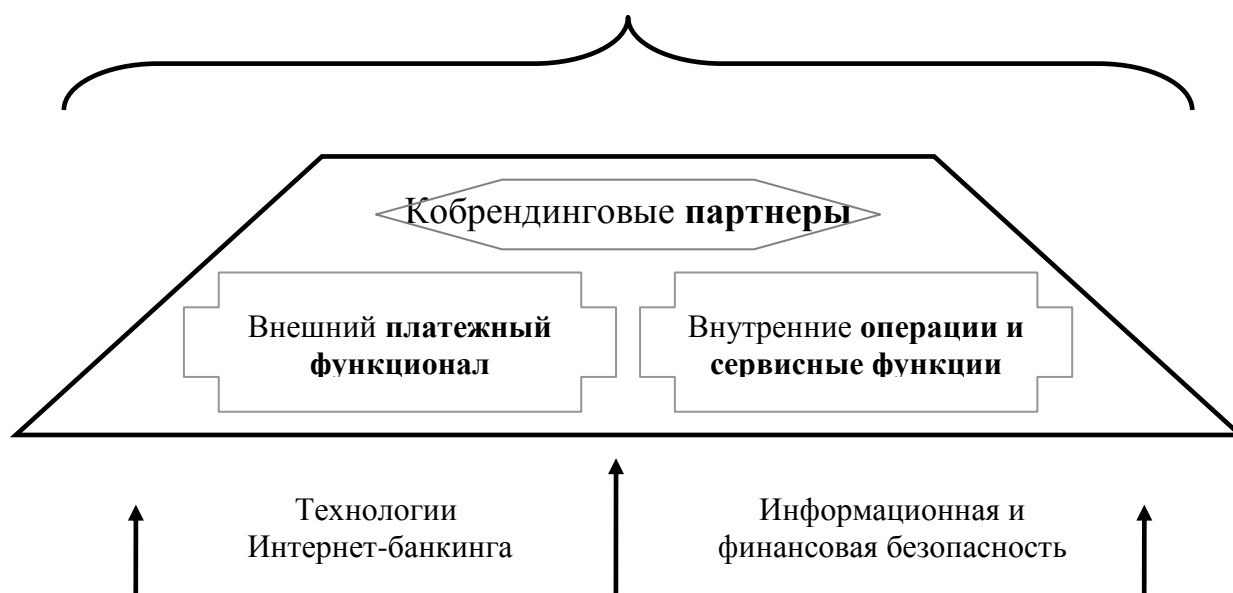 Кобрендинговые партнеры
Внешний платежный
функционал
Внутренние операции и
сервисные функции
Технологии
Интернет-банкинга
Информационная и
финансовая безопасность